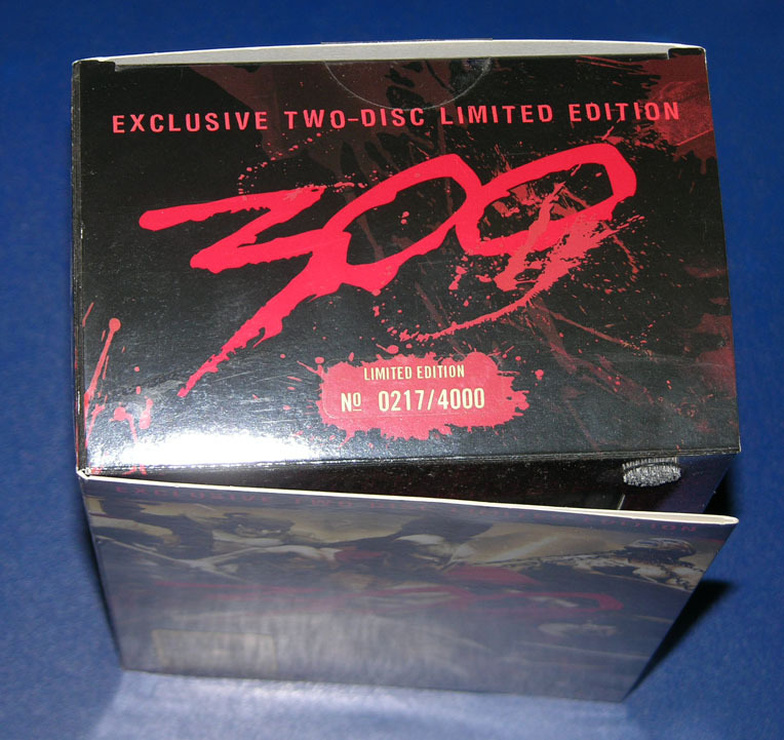 EXCLUSIVE TWO-DISC LIMITED EDITION
300
LIMITED EDITION
Nº 0217/4000